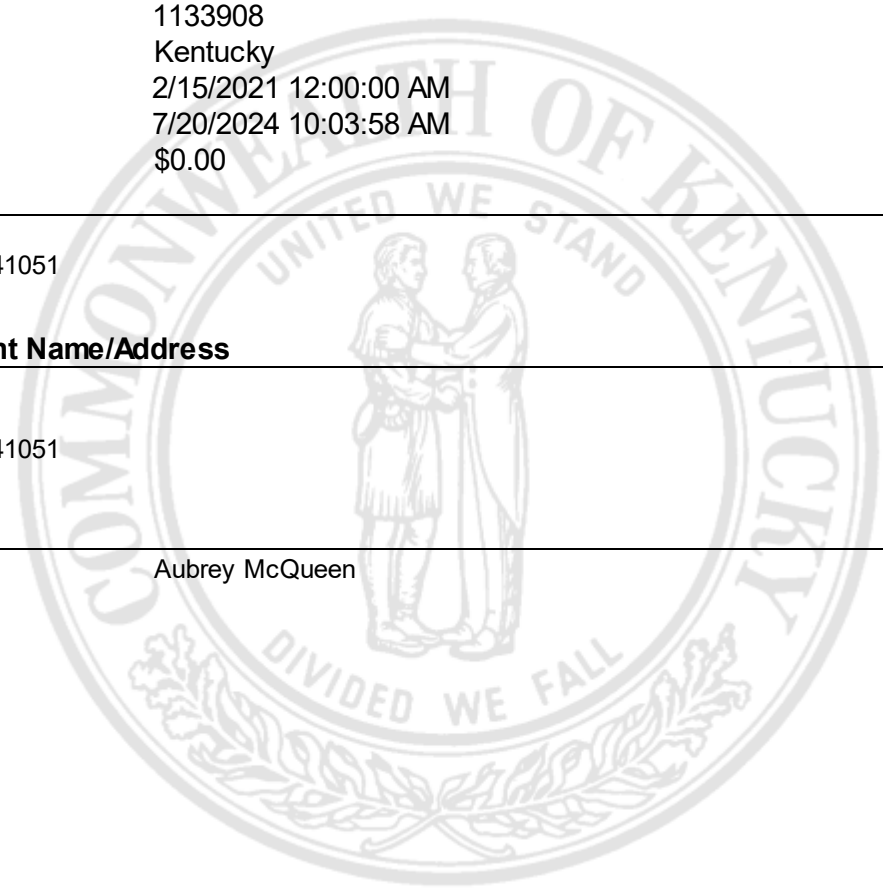 1133908
Kentucky
2/15/2021 12:00:00 AM
7/20/2024 10:03:58 AM
$0.00
COMMONWEALTH OF KENTUCKY
UNITED WE STAND
41051
nt Name/Address
41051
Aubrey McQueen
DIVIDED WE FALL